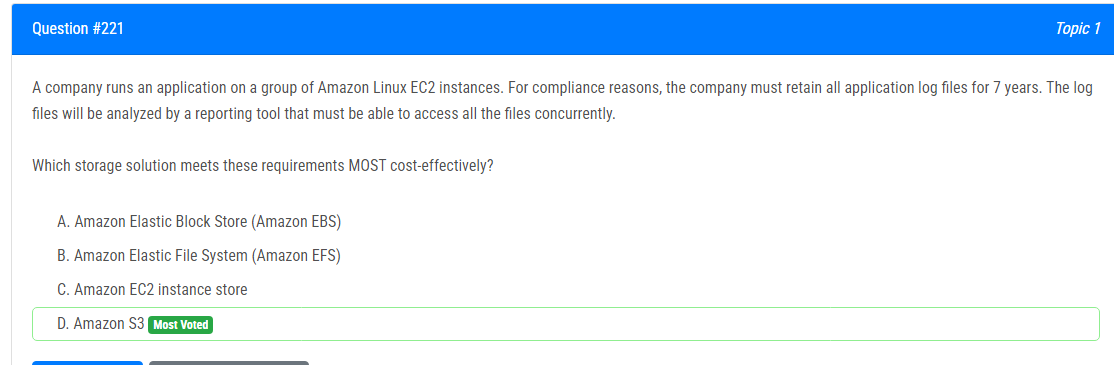 Question #221
Topic 1
A company runs an application on a group of Amazon Linux EC2 instances. For compliance reasons, the company must retain all application log files for 7 years. The log
files will be analyzed by a reporting tool that must be able to access all the files concurrently.
Which storage solution meets these requirements MOST cost-effectively?
A. Amazon Elastic Block Store (Amazon EBS)
B. Amazon Elastic File System (Amazon EFS)
C. Amazon EC2 instance store
D. Amazon S3 Most Voted